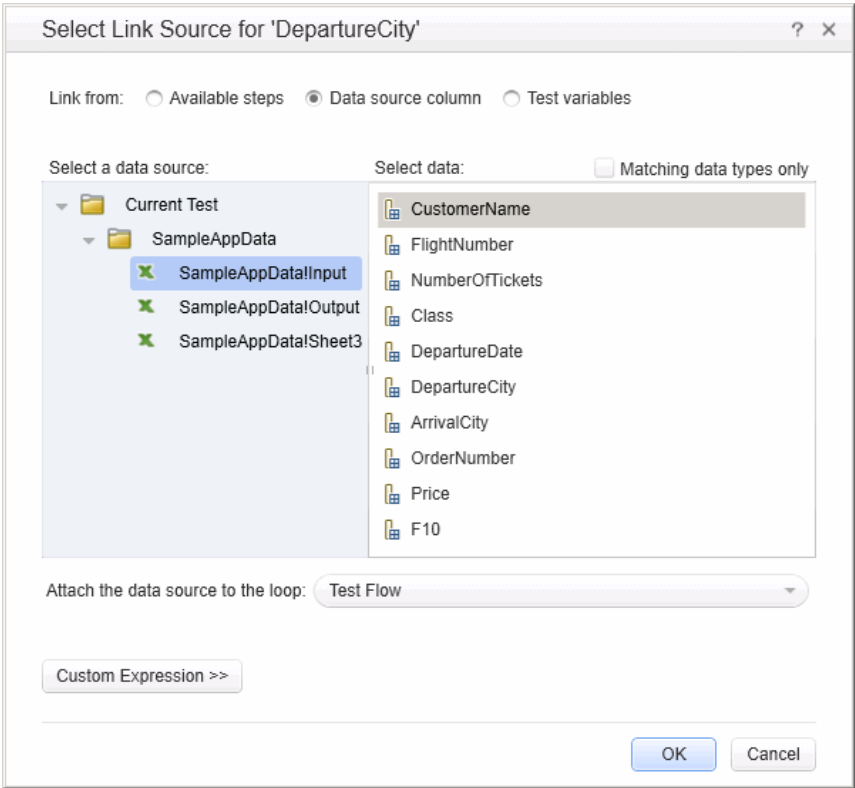 Select Link Source for 'DepartureCity'
Link from: Available steps Data source column Test variables
Select a data source: Select data: Matching data types only
Current Test
SampleAppData
SampleAppData!Input
SampleAppData!Output
SampleAppData!Sheet3
CustomerName
FlightNumber
NumberOfTickets
Class
DepartureDate
DepartureCity
ArrivalCity
OrderNumber
Price
F10
Attach the data source to the loop: Test Flow
Custom Expression >>
OK Cancel